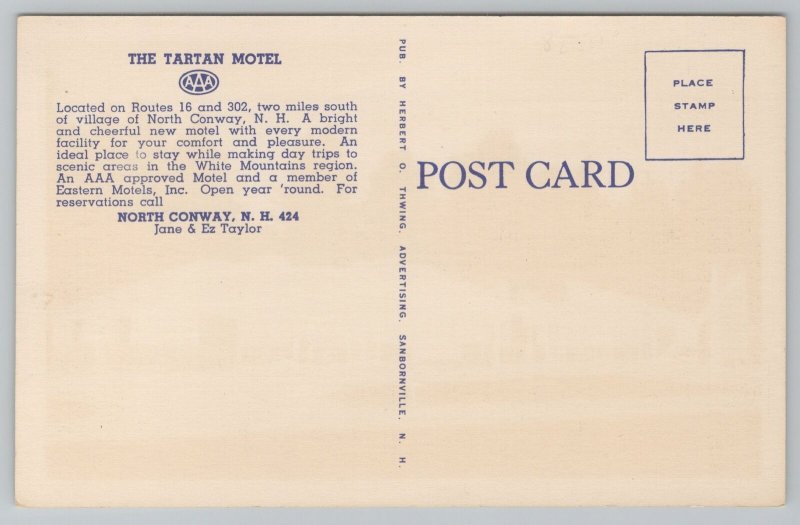 THE TARTAN MOTEL
AAA
Located on Routes 16 and 302, two miles south
of village of North Conway, N. H. A bright
and cheerful new motel with every modern
facility for your comfort and pleasure. An
ideal place to stay while making day trips to
scenic areas in the White Mountains region.
An AAA approved Motel and a member of
Eastern Motels, Inc. Open year 'round. For
reservations call
NORTH CONWAY, N. H. 424
Jane & Ez Taylor
PUB. BY HERBERT O. THWING. ADVERTISING. SANBORNVILLE, N. H.
POST CARD
PLACE
STAMP
HERE